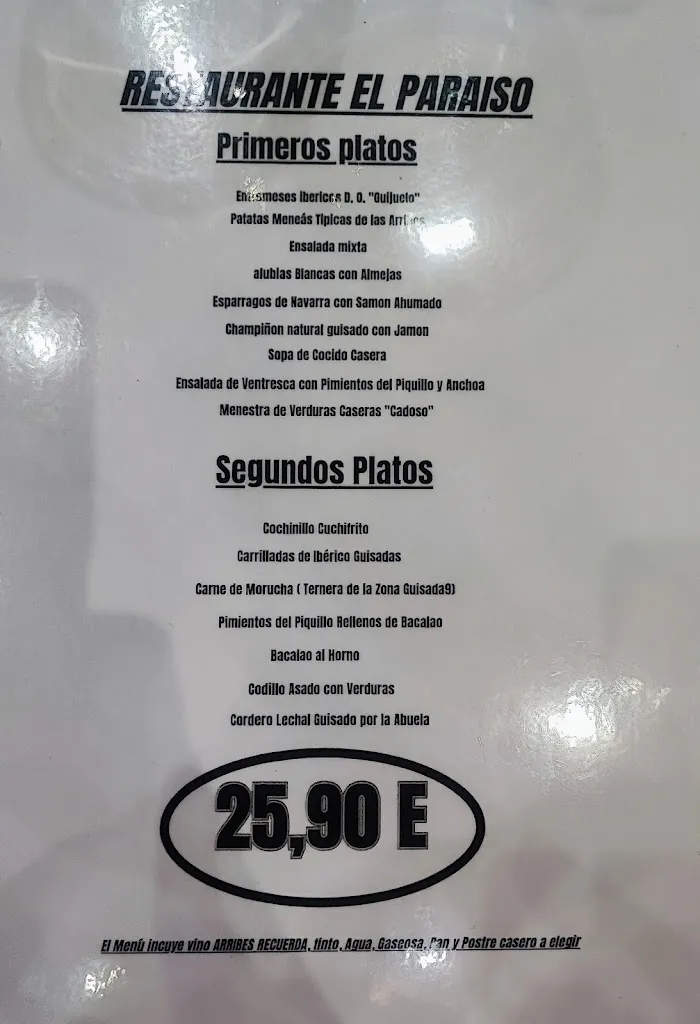 RESTAURANTE EL PARAISO
Primeros platos
Entremeses Ibericos D. O. "Guijuelo"
Patatas Meneás Tipicas de las Arribes
Ensalada mixta
alubias Blancas con Almejas
Esparragos de Navarra con Samon Ahumado
Champiñon natural guisado con Jamon
Sopa de Cocido Casera
Ensalada de Ventresca con Pimientos del Piquillo y Anchoa
Menestra de Verduras Caseras "Cadoso"
Segundos Platos
Cochinillo Cuchifrito
Carrilladas de Ibérico Guisadas
Carne de Morucha ( Ternera de la Zona Guisada9)
Pimientos del Piquillo Rellenos de Bacalao
Bacalao al Horno
Codillo Asado con Verduras
Cordero Lechal Guisado por la Abuela
25,90 E
El Menú incuye vino ARRIBES RECUERDA, tinto, Agua, Gaseosa, Pan y Postre casero a elegir